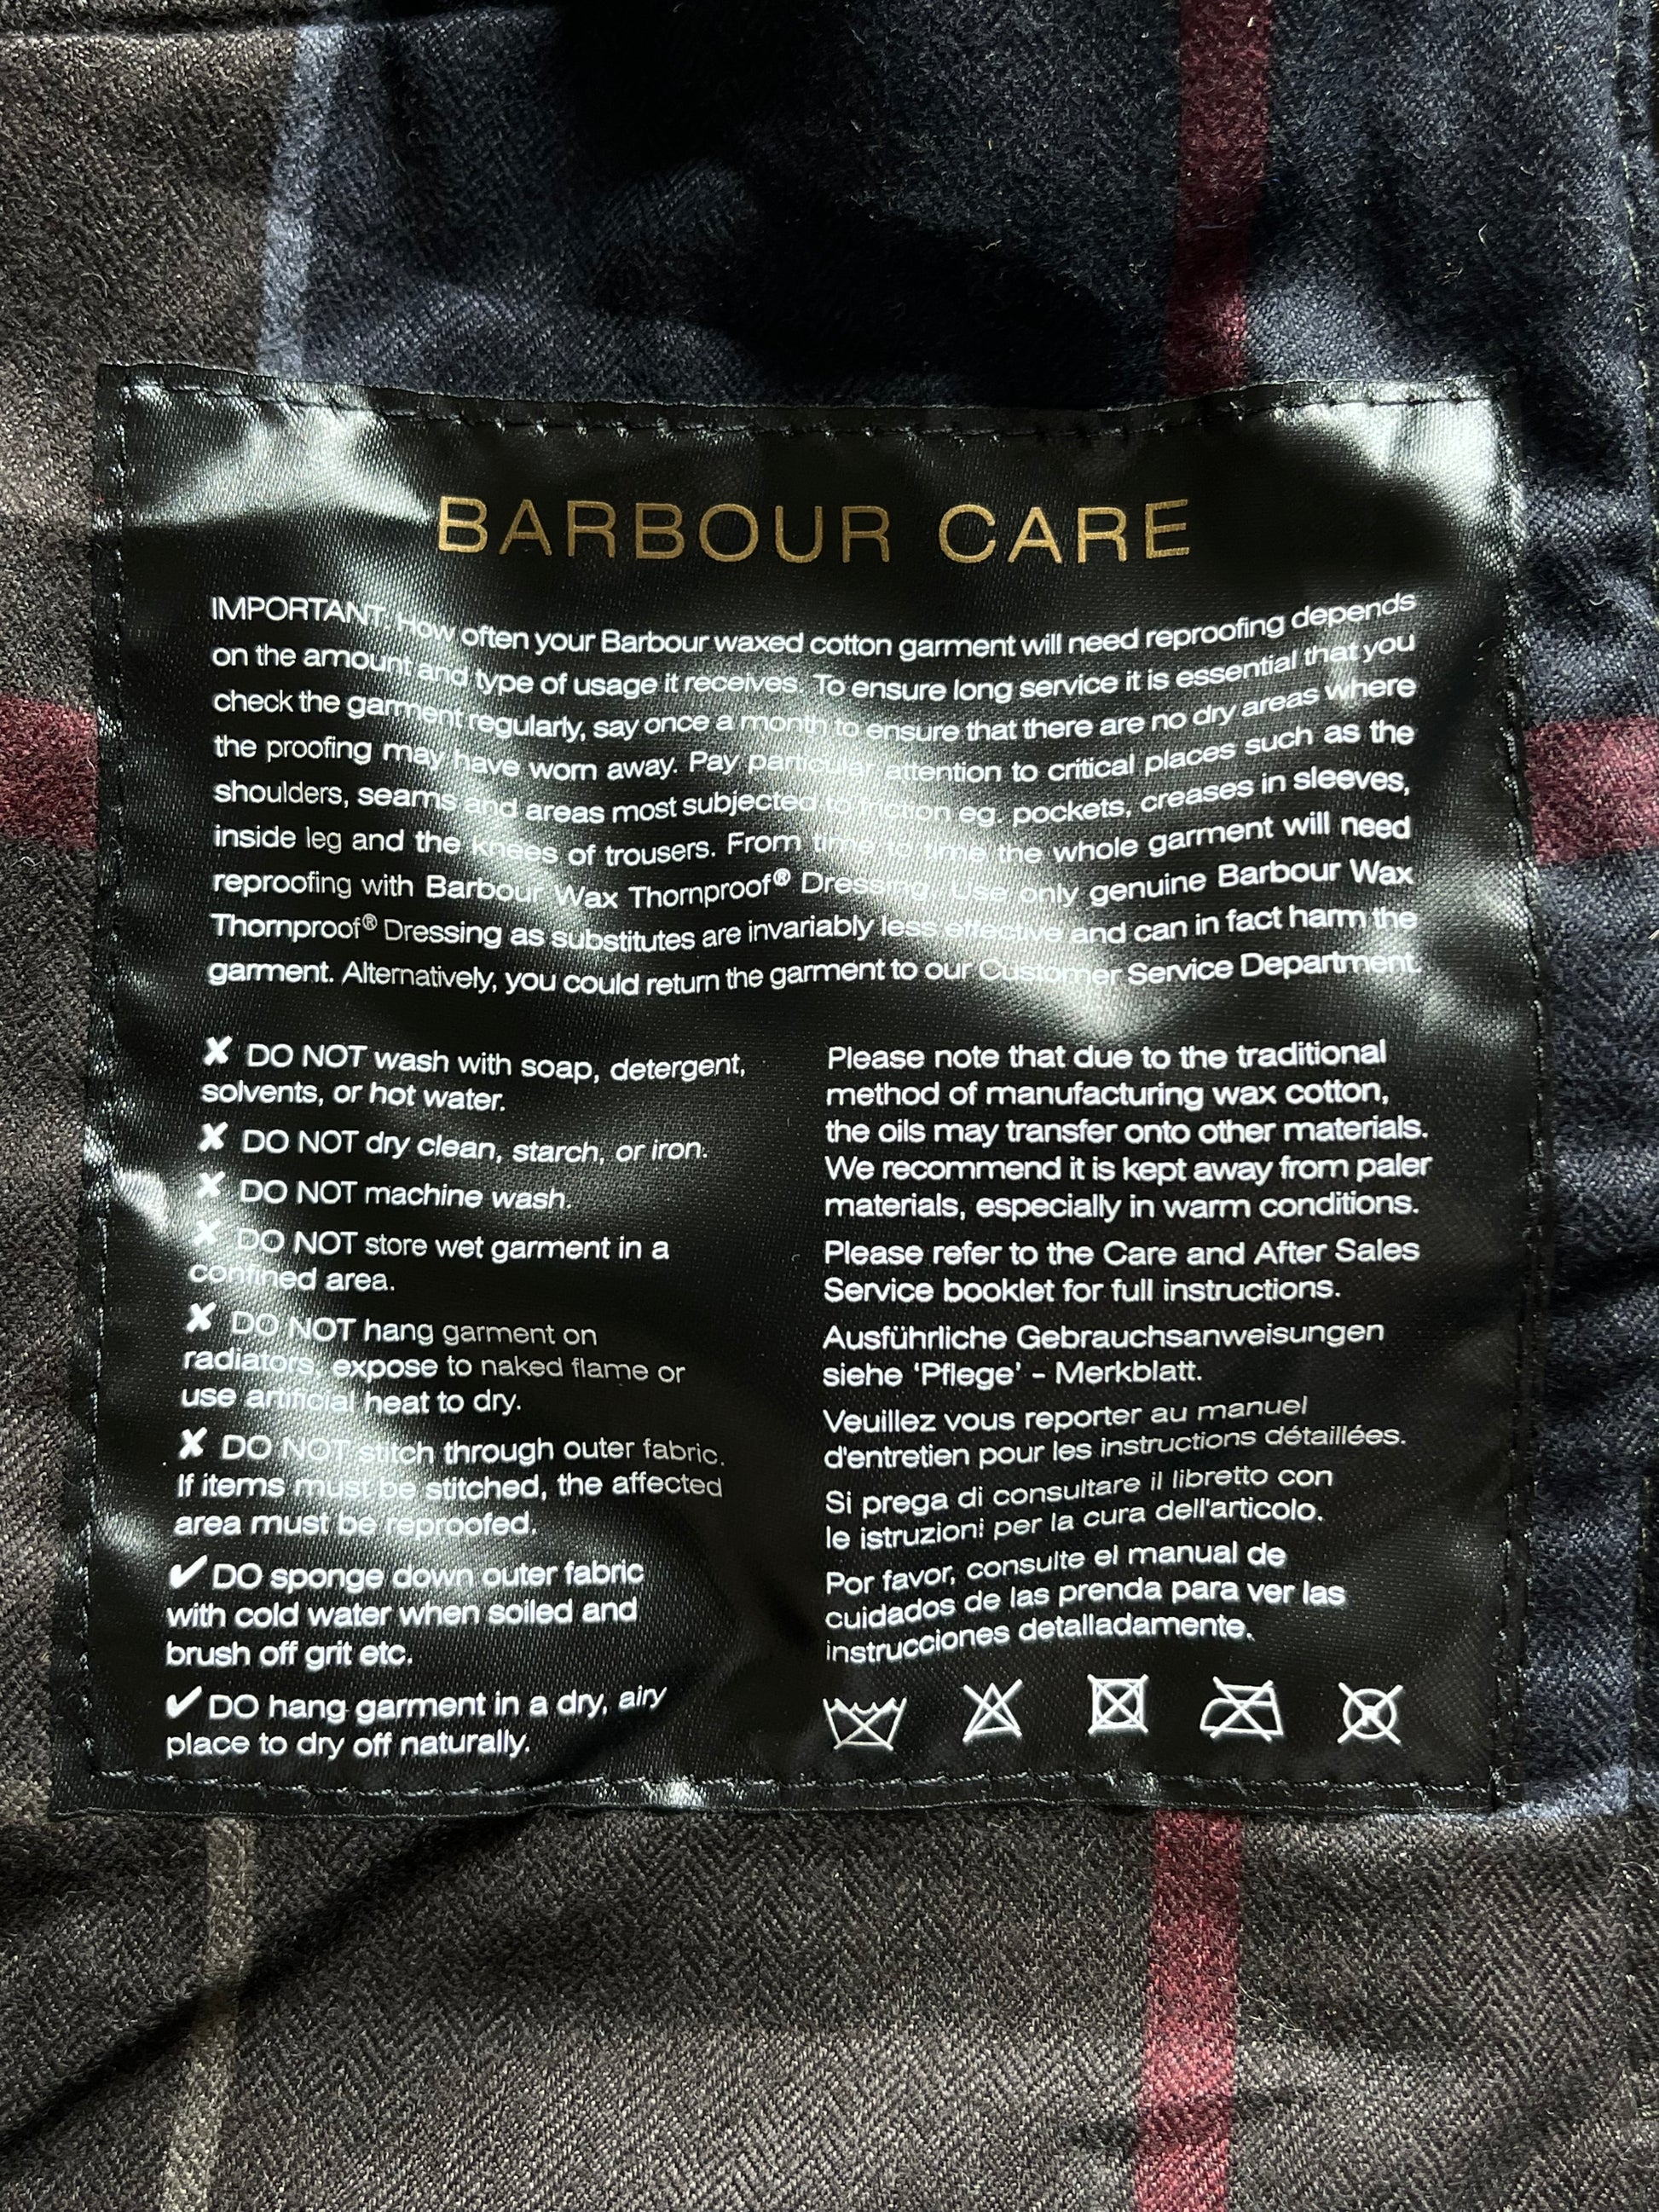 BARBOUR CARE
IMPORTANT How often your Barbour waxed cotton garment will need reproofing depends
on the amount and type of usage it receives. To ensure long service it is essential that you
check the garment regularly, say once a month to ensure that there are no dry areas where
the proofing may have worn away. Pay particular attention to critical places such as the
shoulders, seams and areas most subjected to friction eg. pockets, creases in sleeves,
inside leg and the knees of trousers. From time to time the whole garment will need
reproofing with Barbour Wax Thornproof® Dressing. Use only genuine Barbour Wax
Thornproof® Dressing as substitutes are invariably less effective and can in fact harm the
garment. Alternatively, you could return the garment to our Customer Service Department.
✘ DO NOT wash with soap, detergent,
solvents, or hot water.
✘ DO NOT dry clean, starch, or iron.
✘ DO NOT machine wash.
✘ DO NOT store wet garment in a
confined area.
✘ DO NOT hang garment on
radiators, expose to naked flame or
use artificial heat to dry.
✘ DO NOT stitch through outer fabric.
If items must be stitched, the affected
area must be reproofed.
✔ DO sponge down outer fabric
with cold water when soiled and
brush off grit etc.
✔ DO hang garment in a dry, airy
place to dry off naturally.
Please note that due to the traditional
method of manufacturing wax cotton,
the oils may transfer onto other materials.
We recommend it is kept away from paler
materials, especially in warm conditions.
Please refer to the Care and After Sales
Service booklet for full instructions.
Ausführliche Gebrauchsanweisungen
siehe ‘Pflege’ - Merkblatt.
Veuillez vous reporter au manuel
d'entretien pour les instructions détaillées.
Si prega di consultare il libretto con
le istruzioni per la cura dell'articolo.
Por favor, consulte el manual de
cuidados de las prenda para ver las
instrucciones detalladamente.